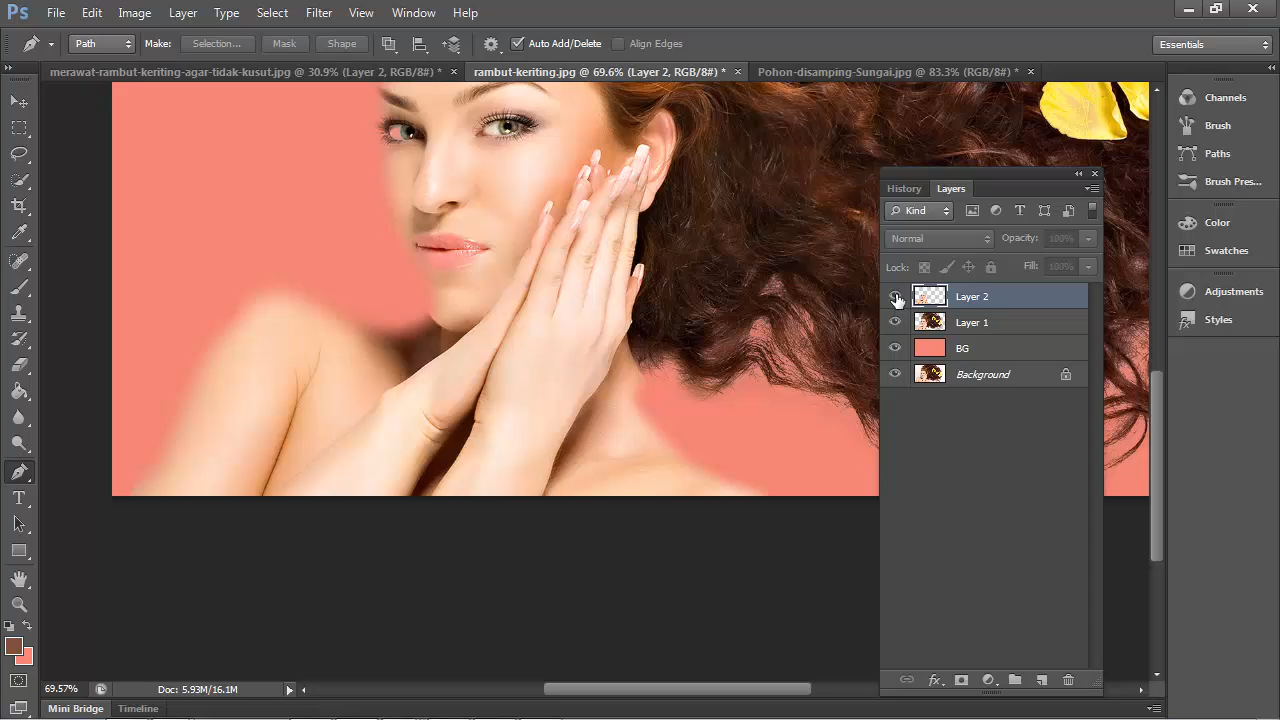 Ps File Edit Image Layer Type Select Filter View Window Help
Path Make: Selection... Mask Shape Auto Add/Delete Align Edges Essentials
merawat-rambut-keriting-agar-tidak-kusut.jpg @ 30.9% (Layer 2, RGB/8#) * × rambut-keriting.jpg @ 69.6% (Layer 2, RGB/8#) * × Pohon-disamping-Sungai.jpg @ 83.3% (RGB/8#) * ×
Channels
Brush
Paths
Brush Pres...
Color
Swatches
Adjustments
Styles
History Layers
Kind
Normal Opacity: 100%
Lock: Fill: 100%
Layer 2
Layer 1
BG
Background
T
69.57% Doc: 5.93M/16.1M
Mini Bridge Timeline